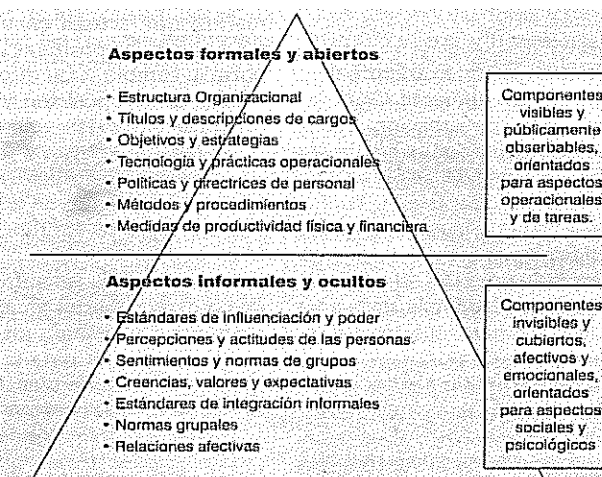 Aspectos formales y abiertos
• Estructura Organizacional
• Títulos y descripciones de cargos
• Objetivos y estrategias
• Tecnología y prácticas operacionales
• Políticas y directrices de personal
• Métodos y procedimientos
• Medidas de productividad física y financiera
Componentes
visibles y
públicamente
obserbables,
orientados
para aspectos
operacionales
y de tareas.
Aspectos informales y ocultos
• Estándares de influenciación y poder
• Percepciones y actitudes de las personas
• Sentimientos y normas de grupos
• Creencias, valores y expectativas
• Estándares de integración informales
• Normas grupales
• Relaciones afectivas
Componentes
invisibles y
cubiertos,
afectivos y
emocionales,
orientados
para aspectos
sociales y
psicológicos